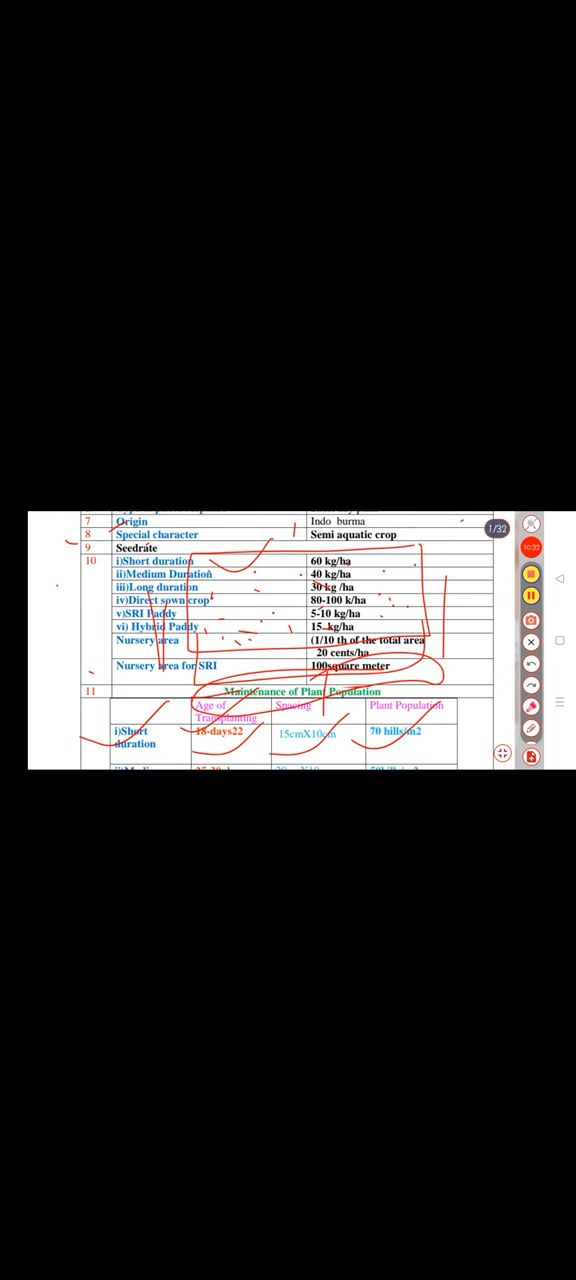 7 Origin Indo burma
8 Special character Semi aquatic crop
9 Seedrate
10 i)Short duration 60 kg/ha
ii)Medium Duration 40 kg/ha
iii)Long duration 30 kg /ha
iv)Direct sown crop 80-100 k/ha
v)SRI Paddy 5-10 kg/ha
vi) Hybrid Paddy 15 kg/ha
Nursery area (1/10 th of the total area
20 cents/ha
Nursery area for SRI 100square meter
11 Maintenance of Plant Population
Age of Spacing Plant Population
Transplanting
i)Short 18-days22 15cmX10cm 70 hills/m2
duration
1/32
10:32